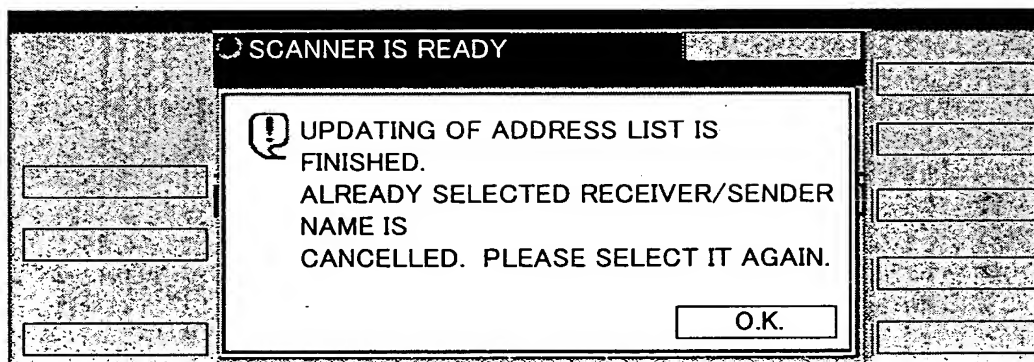 SCANNER IS READY
UPDATING OF ADDRESS LIST IS
FINISHED.
ALREADY SELECTED RECEIVER/SENDER
NAME IS
CANCELLED. PLEASE SELECT IT AGAIN.
O.K.